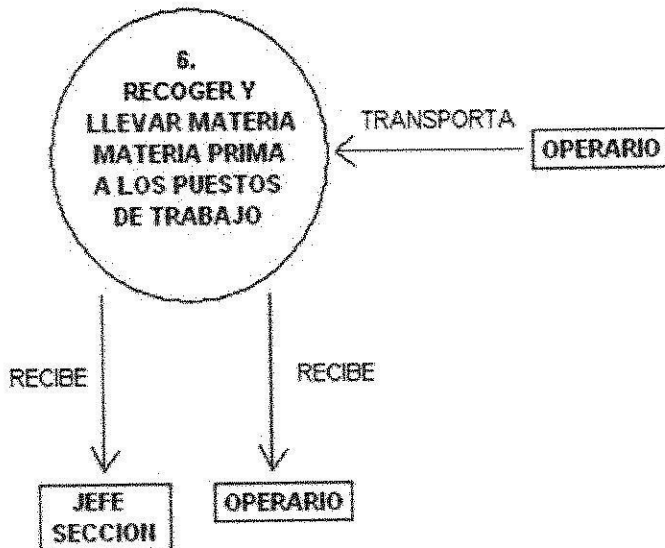 6.
RECOGER Y
LLEVAR MATERIA
MATERIA PRIMA
A LOS PUESTOS
DE TRABAJO
TRANSPORTA
OPERARIO
RECIBE
RECIBE
JEFE
SECCION
OPERARIO